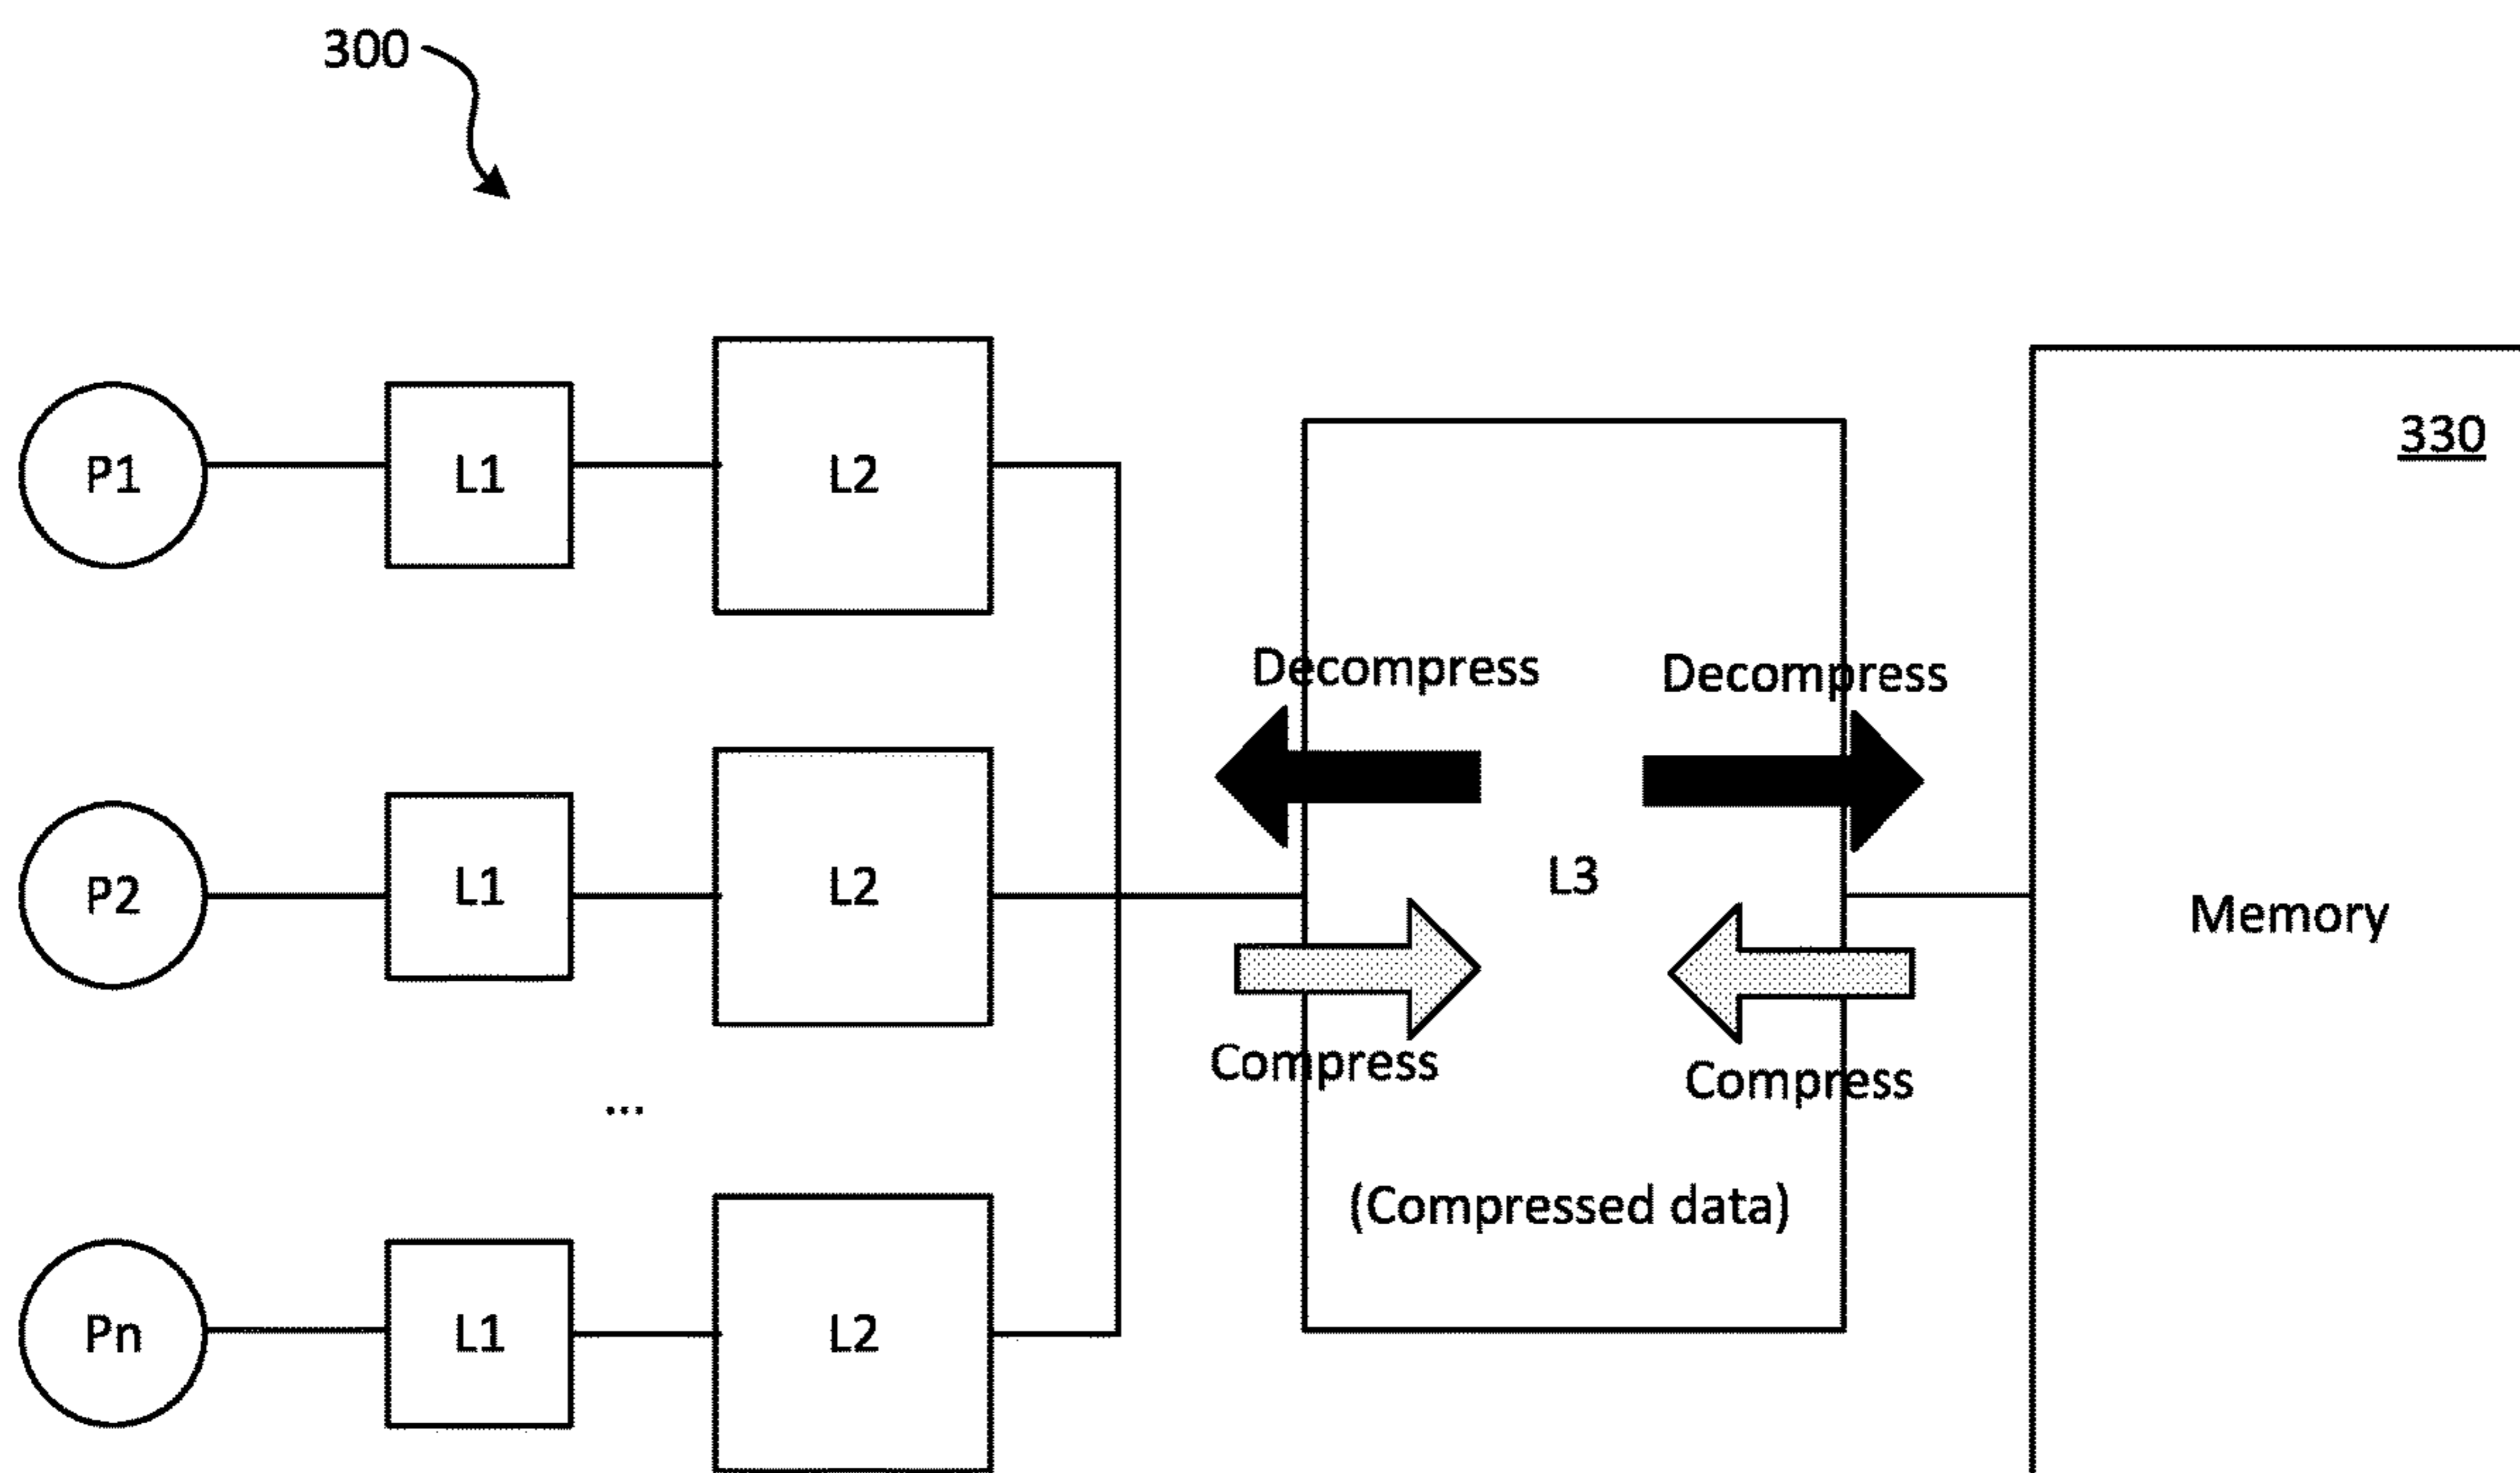 300
330
P1
L1
L2
Decompress
Decompress
P2
L1
L2
L3
Memory
Compress
Compress
...
(Compressed data)
Pn
L1
L2